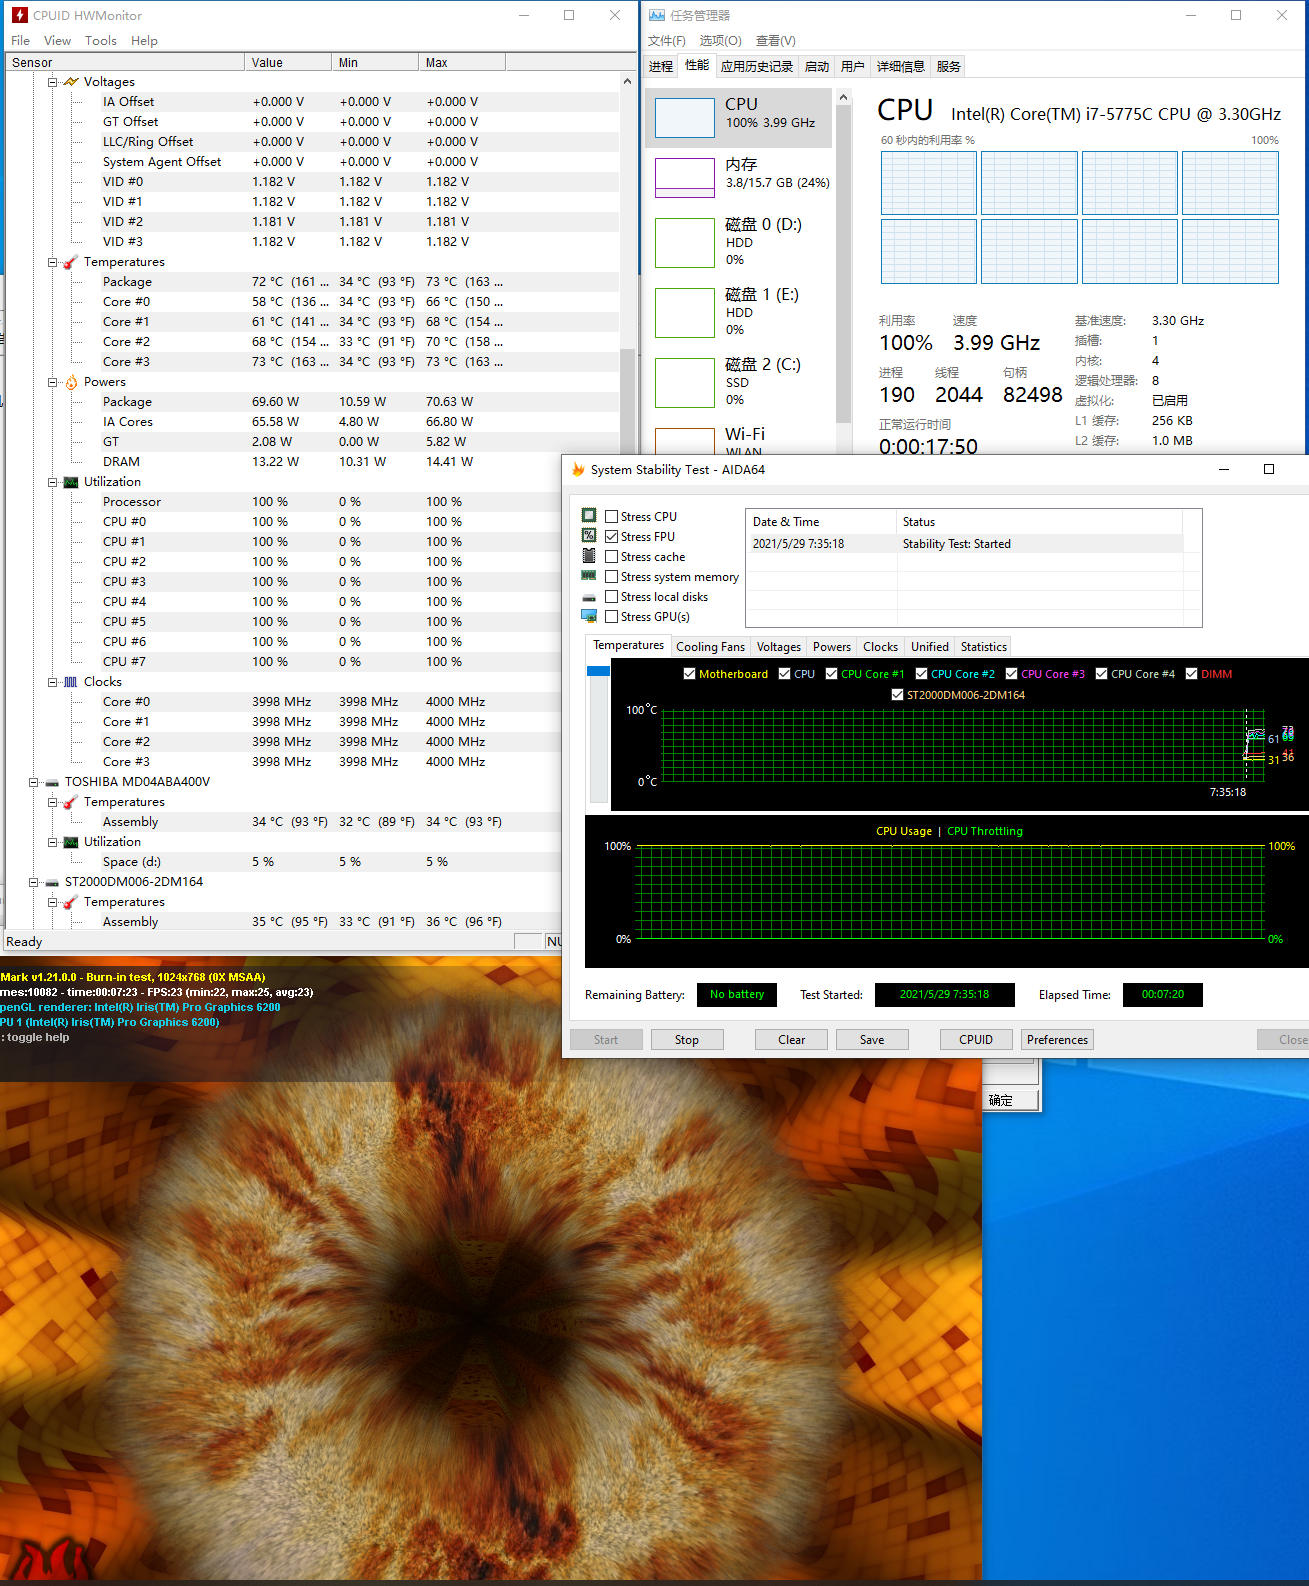 CPUID HWMonitor
File View Tools Help
Sensor Value Min Max
Voltages
IA Offset +0.000 V +0.000 V +0.000 V
GT Offset +0.000 V +0.000 V +0.000 V
LLC/Ring Offset +0.000 V +0.000 V +0.000 V
System Agent Offset +0.000 V +0.000 V +0.000 V
VID #0 1.182 V 1.182 V 1.182 V
VID #1 1.182 V 1.182 V 1.182 V
VID #2 1.181 V 1.181 V 1.181 V
VID #3 1.182 V 1.182 V 1.182 V
Temperatures
Package 72 °C (161 ... 34 °C (93 °F) 73 °C (163 ...
Core #0 58 °C (136 ... 34 °C (93 °F) 66 °C (150 ...
Core #1 61 °C (141 ... 34 °C (93 °F) 68 °C (154 ...
Core #2 68 °C (154 ... 33 °C (91 °F) 70 °C (158 ...
Core #3 73 °C (163 ... 34 °C (93 °F) 73 °C (163 ...
Powers
Package 69.60 W 10.59 W 70.63 W
IA Cores 65.58 W 4.80 W 66.80 W
GT 2.08 W 0.00 W 5.82 W
DRAM 13.22 W 10.31 W 14.41 W
Utilization
Processor 100 % 0 % 100 %
CPU #0 100 % 0 % 100 %
CPU #1 100 % 0 % 100 %
CPU #2 100 % 0 % 100 %
CPU #3 100 % 0 % 100 %
CPU #4 100 % 0 % 100 %
CPU #5 100 % 0 % 100 %
CPU #6 100 % 0 % 100 %
CPU #7 100 % 0 % 100 %
Clocks
Core #0 3998 MHz 3998 MHz 4000 MHz
Core #1 3998 MHz 3998 MHz 4000 MHz
Core #2 3998 MHz 3998 MHz 4000 MHz
Core #3 3998 MHz 3998 MHz 4000 MHz
TOSHIBA MD04ABA400V
Temperatures
Assembly 34 °C (93 °F) 32 °C (89 °F) 34 °C (93 °F)
Utilization
Space (d:) 5 % 5 % 5 %
ST2000DM006-2DM164
Temperatures
Assembly 35 °C (95 °F) 33 °C (91 °F) 36 °C (96 °F)
Ready NU
任务管理器
文件(F) 选项(O) 查看(V)
进程 性能 应用历史记录 启动 用户 详细信息 服务
CPU
100% 3.99 GHz
内存
3.8/15.7 GB (24%)
磁盘 0 (D:)
HDD
0%
磁盘 1 (E:)
HDD
0%
磁盘 2 (C:)
SSD
0%
Wi-Fi
WLAN
CPU Intel(R) Core(TM) i7-5775C CPU @ 3.30GHz
60 秒内的利用率 % 100%
利用率 速度
100% 3.99 GHz
进程 线程 句柄
190 2044 82498
正常运行时间
0:00:17:50
基准速度: 3.30 GHz
插槽: 1
内核: 4
逻辑处理器: 8
虚拟化: 已启用
L1 缓存: 256 KB
L2 缓存: 1.0 MB
System Stability Test - AIDA64
Stress CPU
Stress FPU
Stress cache
Stress system memory
Stress local disks
Stress GPU(s)
Date & Time Status
2021/5/29 7:35:18 Stability Test: Started
Temperatures Cooling Fans Voltages Powers Clocks Unified Statistics
Motherboard CPU CPU Core #1 CPU Core #2 CPU Core #3 CPU Core #4 DIMM
ST2000DM006-2DM164
100°C
61
31 36
0°C
7:35:18
CPU Usage | CPU Throttling
100% 100%
0% 0%
Remaining Battery: No battery Test Started: 2021/5/29 7:35:18 Elapsed Time: 00:07:20
Start Stop Clear Save CPUID Preferences Close
确定
Mark v1.21.0.0 - Burn-in test, 1024x768 (0X MSAA)
mes:10082 - time:00:07:23 - FPS:23 (min:22, max:25, avg:23)
penGL renderer: Intel(R) Iris(TM) Pro Graphics 6200
PU 1 (Intel(R) Iris(TM) Pro Graphics 6200)
: toggle help